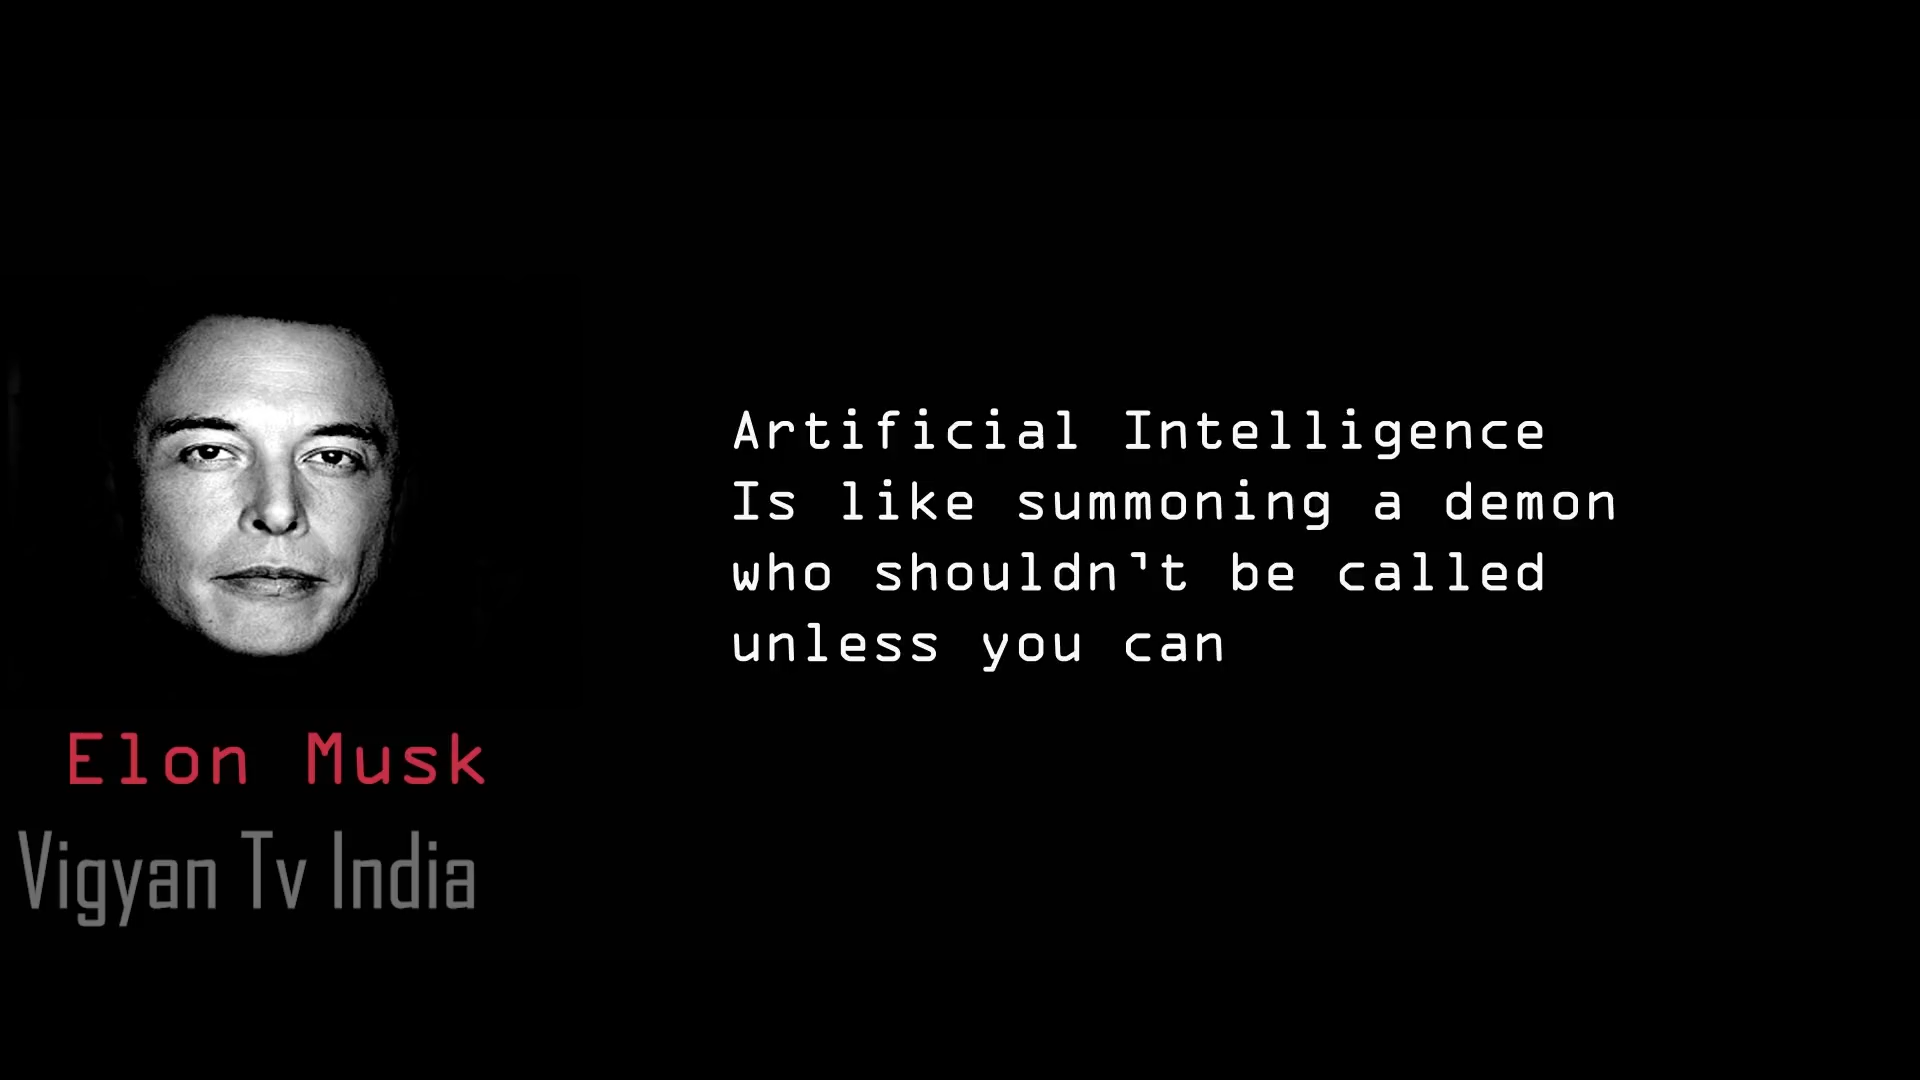 Artificial Intelligence
Is like summoning a demon
who shouldn't be called
unless you can
Elon Musk
Vigyan Tv India